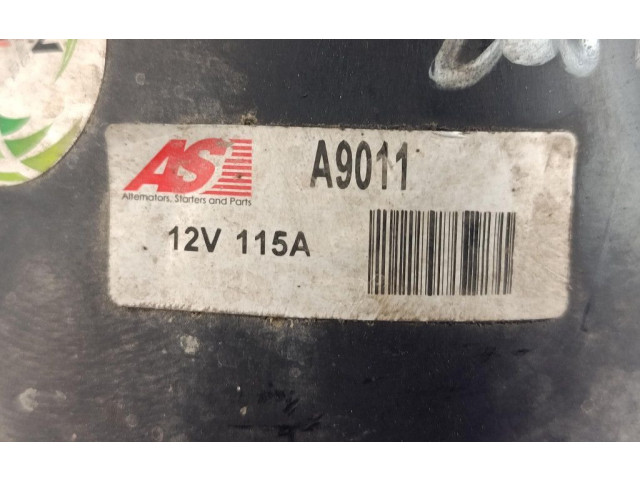 AS
A9011
Alternators, Starters and Parts
12V 115A